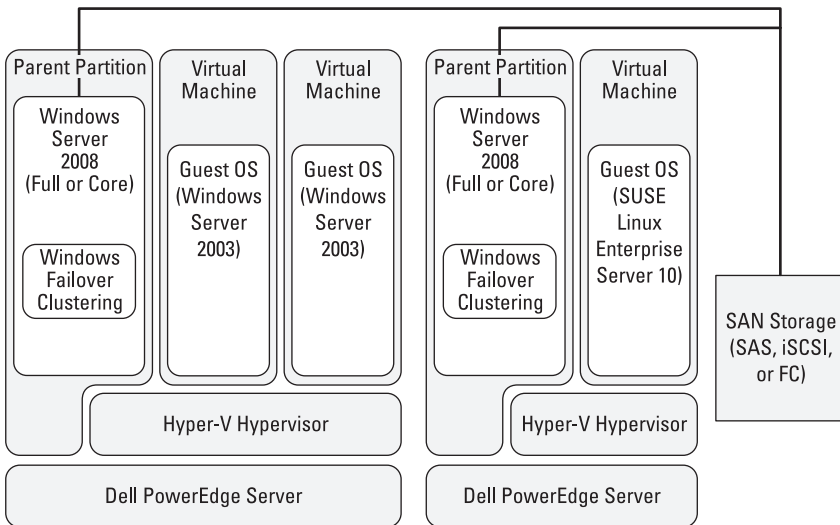 Parent Partition
Windows
Server
2008
(Full or Core)
Windows
Failover
Clustering
Virtual
Machine
Guest OS
(Windows
Server
2003)
Virtual
Machine
Guest OS
(Windows
Server
2003)
Hyper-V Hypervisor
Dell PowerEdge Server
Parent Partition
Windows
Server
2008
(Full or Core)
Windows
Failover
Clustering
Virtual
Machine
Guest OS
(SUSE
Linux
Enterprise
Server 10)
Hyper-V Hypervisor
Dell PowerEdge Server
SAN Storage
(SAS, iSCSI,
or FC)